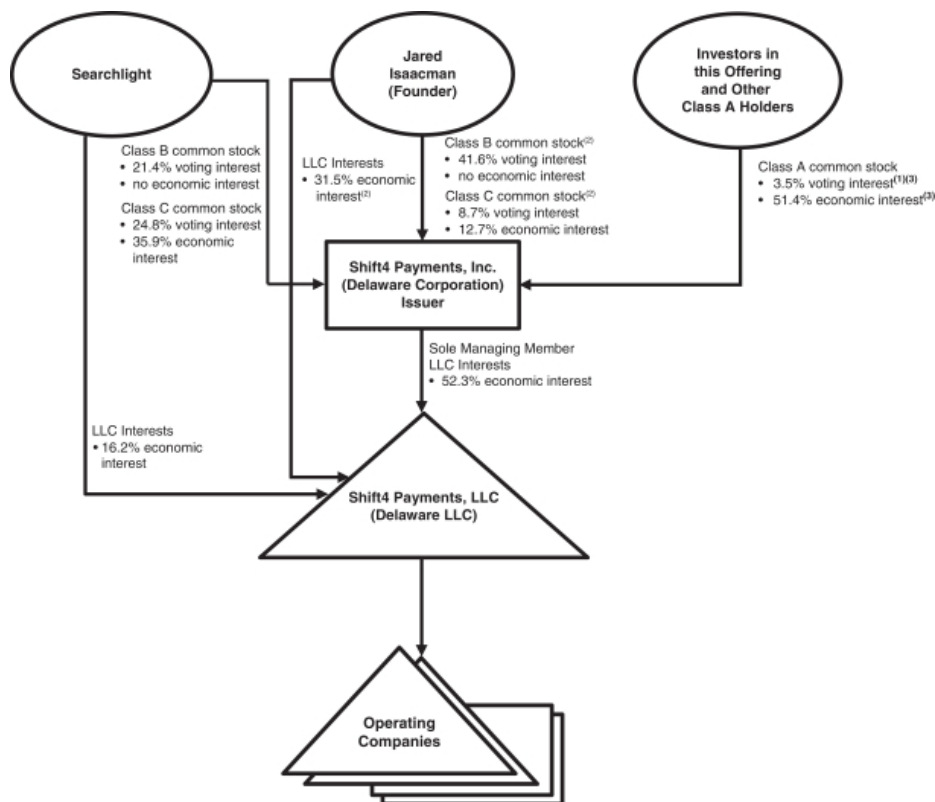 Searchlight
Jared
Isaacman
(Founder)
Investors in
this Offering
and Other
Class A Holders
Class B common stock
• 21.4% voting interest
• no economic interest
Class C common stock
• 24.8% voting interest
• 35.9% economic
interest
LLC Interests
• 31.5% economic
interest(2)
Class B common stock(2)
• 41.6% voting interest
• no economic interest
Class C common stock(2)
• 8.7% voting interest
• 12.7% economic interest
Class A common stock
• 3.5% voting interest(1)(3)
• 51.4% economic interest(3)
Shift4 Payments, Inc.
(Delaware Corporation)
Issuer
Sole Managing Member
LLC Interests
• 52.3% economic interest
LLC Interests
• 16.2% economic
interest
Shift4 Payments, LLC
(Delaware LLC)
Operating
Companies